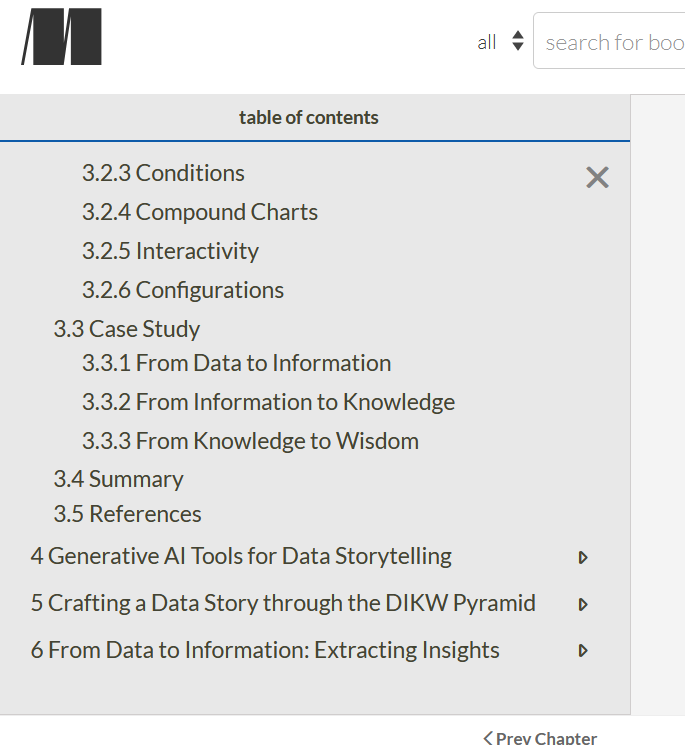 all
search for boo
table of contents
3.2.3 Conditions
3.2.4 Compound Charts
3.2.5 Interactivity
3.2.6 Configurations
3.3 Case Study
3.3.1 From Data to Information
3.3.2 From Information to Knowledge
3.3.3 From Knowledge to Wisdom
3.4 Summary
3.5 References
4 Generative AI Tools for Data Storytelling
5 Crafting a Data Story through the DIKW Pyramid
6 From Data to Information: Extracting Insights
Prev Chapter